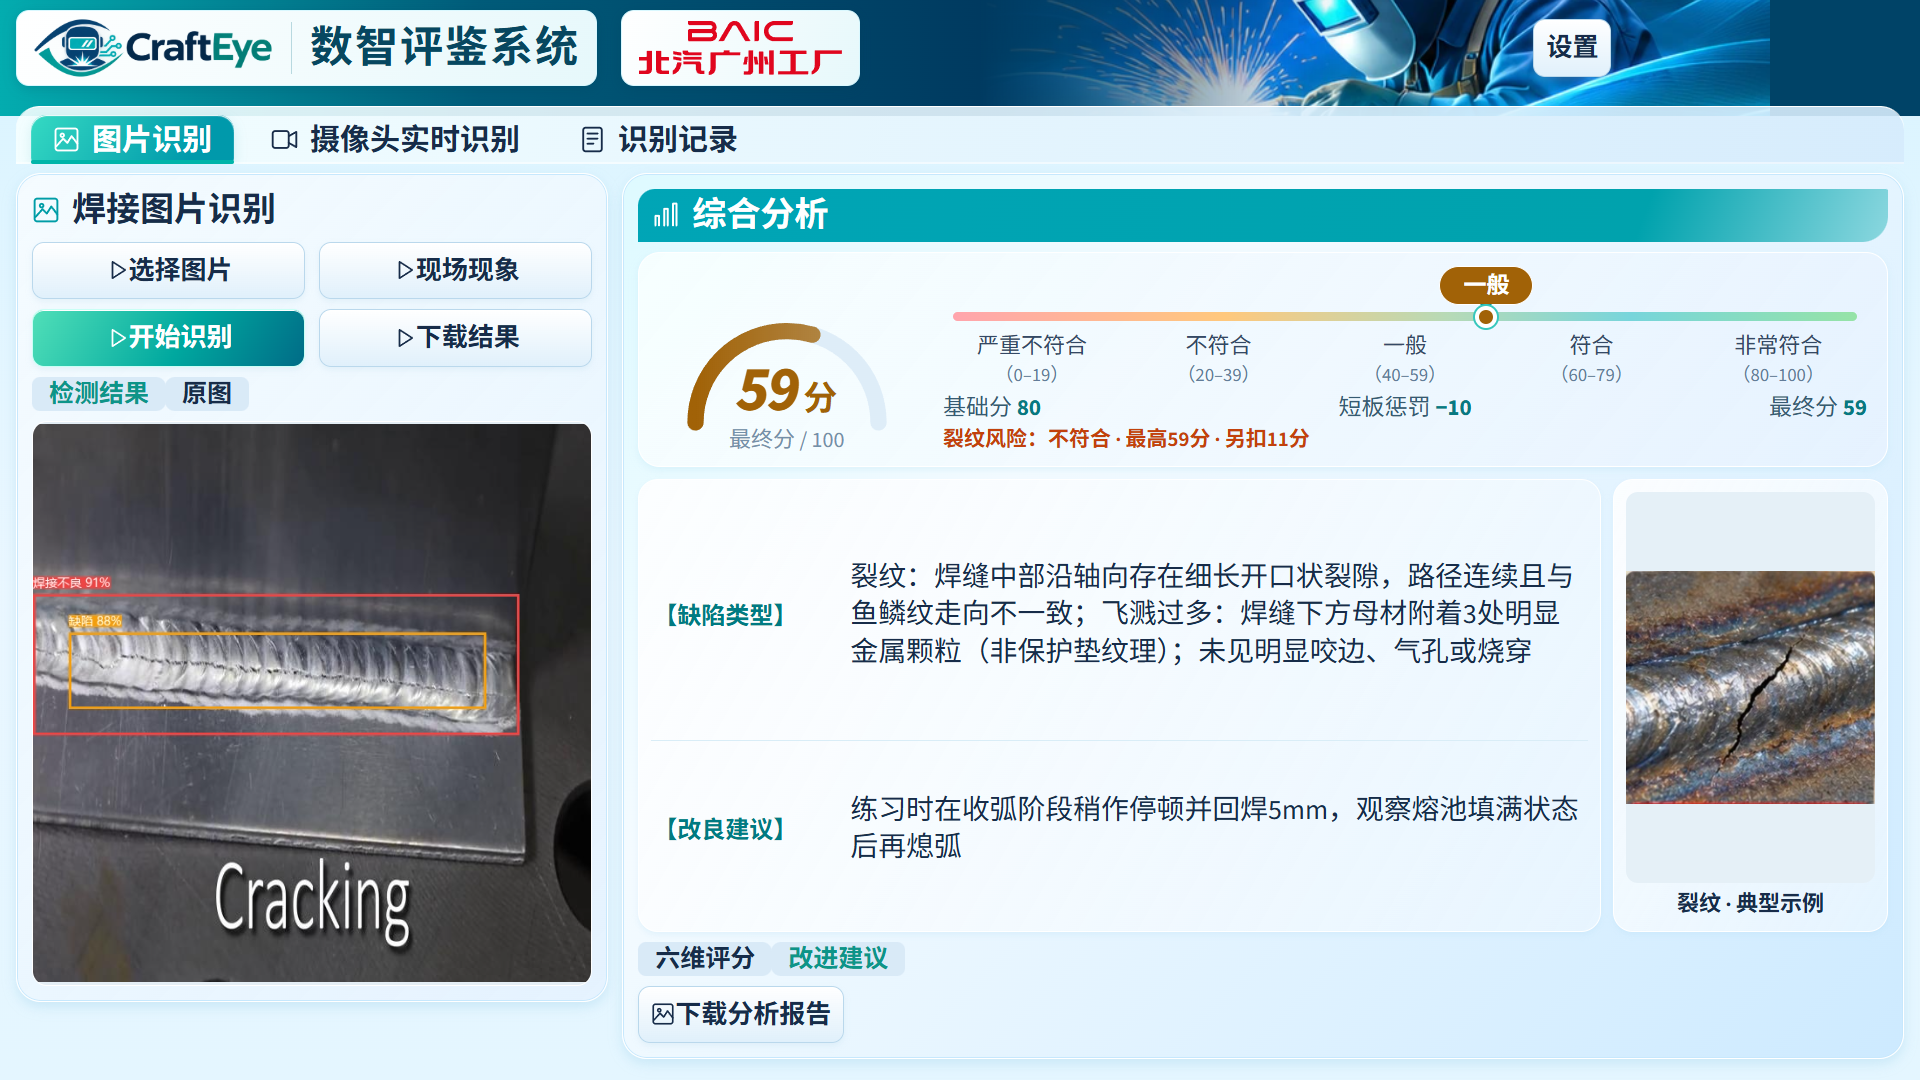 CraftEye 数智评鉴系统
BAIC
北汽广州工厂
设置
图片识别
摄像头实时识别
识别记录
焊接图片识别
选择图片
现场现象
开始识别
下载结果
检测结果
原图
焊接不良 91%
缺陷 88%
Cracking
综合分析
一般
59分
最终分 / 100
严重不符合
(0–19)
不符合
(20–39)
一般
(40–59)
符合
(60–79)
非常符合
(80–100)
基础分 80
短板惩罚 −10
最终分 59
裂纹风险：不符合 · 最高59分 · 另扣11分
【缺陷类型】
裂纹：焊缝中部沿轴向存在细长开口状裂隙，路径连续且与
鱼鳞纹走向不一致；飞溅过多：焊缝下方母材附着3处明显
金属颗粒（非保护垫纹理）；未见明显咬边、气孔或烧穿
【改良建议】
练习时在收弧阶段稍作停顿并回焊5mm，观察熔池填满状态
后再熄弧
裂纹 · 典型示例
六维评分
改进建议
下载分析报告